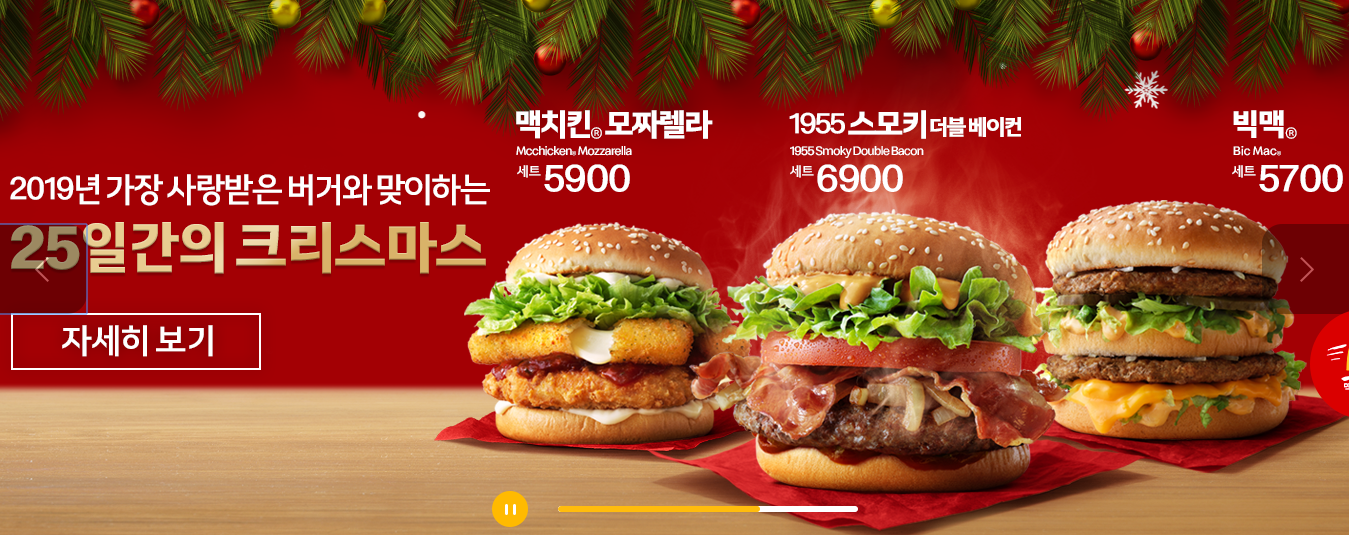 2019년 가장 사랑받은 버거와 맞이하는
25일간의 크리스마스
자세히 보기
맥치킨® 모짜렐라
Mcchicken® Mozzarella
세트 5900
1955 스모키 더블 베이컨
1955 Smoky Double Bacon
세트 6900
빅맥®
Bic Mac®
세트 5700